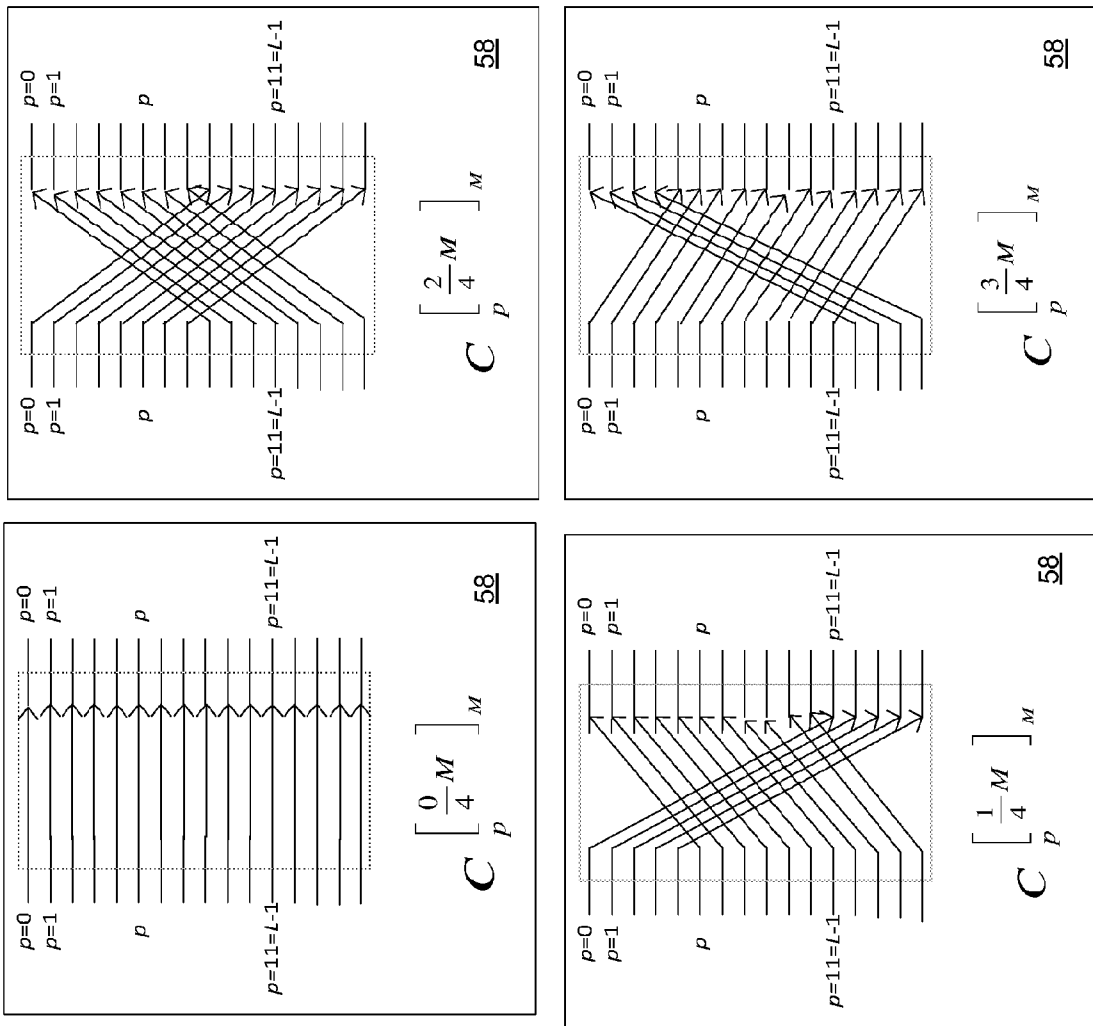 p=0 p=0
p=1 p=1
p p
p=11=L-1 p=11=L-1
C p [ 0/4 M ] M
58
p=0 p=0
p=1 p=1
p p
p=11=L-1 p=11=L-1
C p [ 2/4 M ] M
58
p=0 p=0
p=1 p=1
p p
p=11=L-1 p=11=L-1
C p [ 1/4 M ] M
58
p=0 p=0
p=1 p=1
p p
p=11=L-1 p=11=L-1
C p [ 3/4 M ] M
58